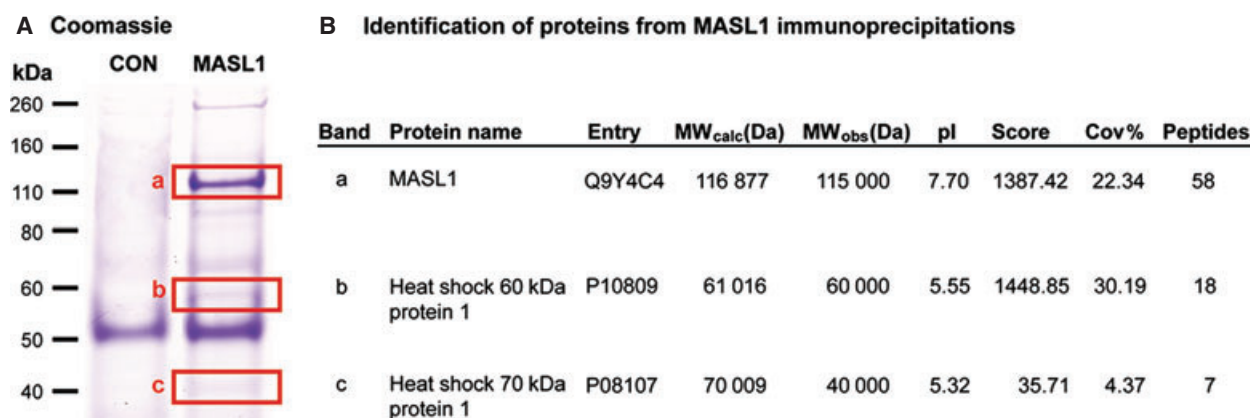 A Coomassie
B Identification of proteins from MASL1 immunoprecipitations
kDa CON MASL1
260
160
a
110
80
60
b
50
c
40
Band Protein name Entry MWcalc(Da) MWobs(Da) pI Score Cov% Peptides
a MASL1 Q9Y4C4 116 877 115 000 7.70 1387.42 22.34 58
b Heat shock 60 kDa P10809 61 016 60 000 5.55 1448.85 30.19 18
protein 1
c Heat shock 70 kDa P08107 70 009 40 000 5.32 35.71 4.37 7
protein 1